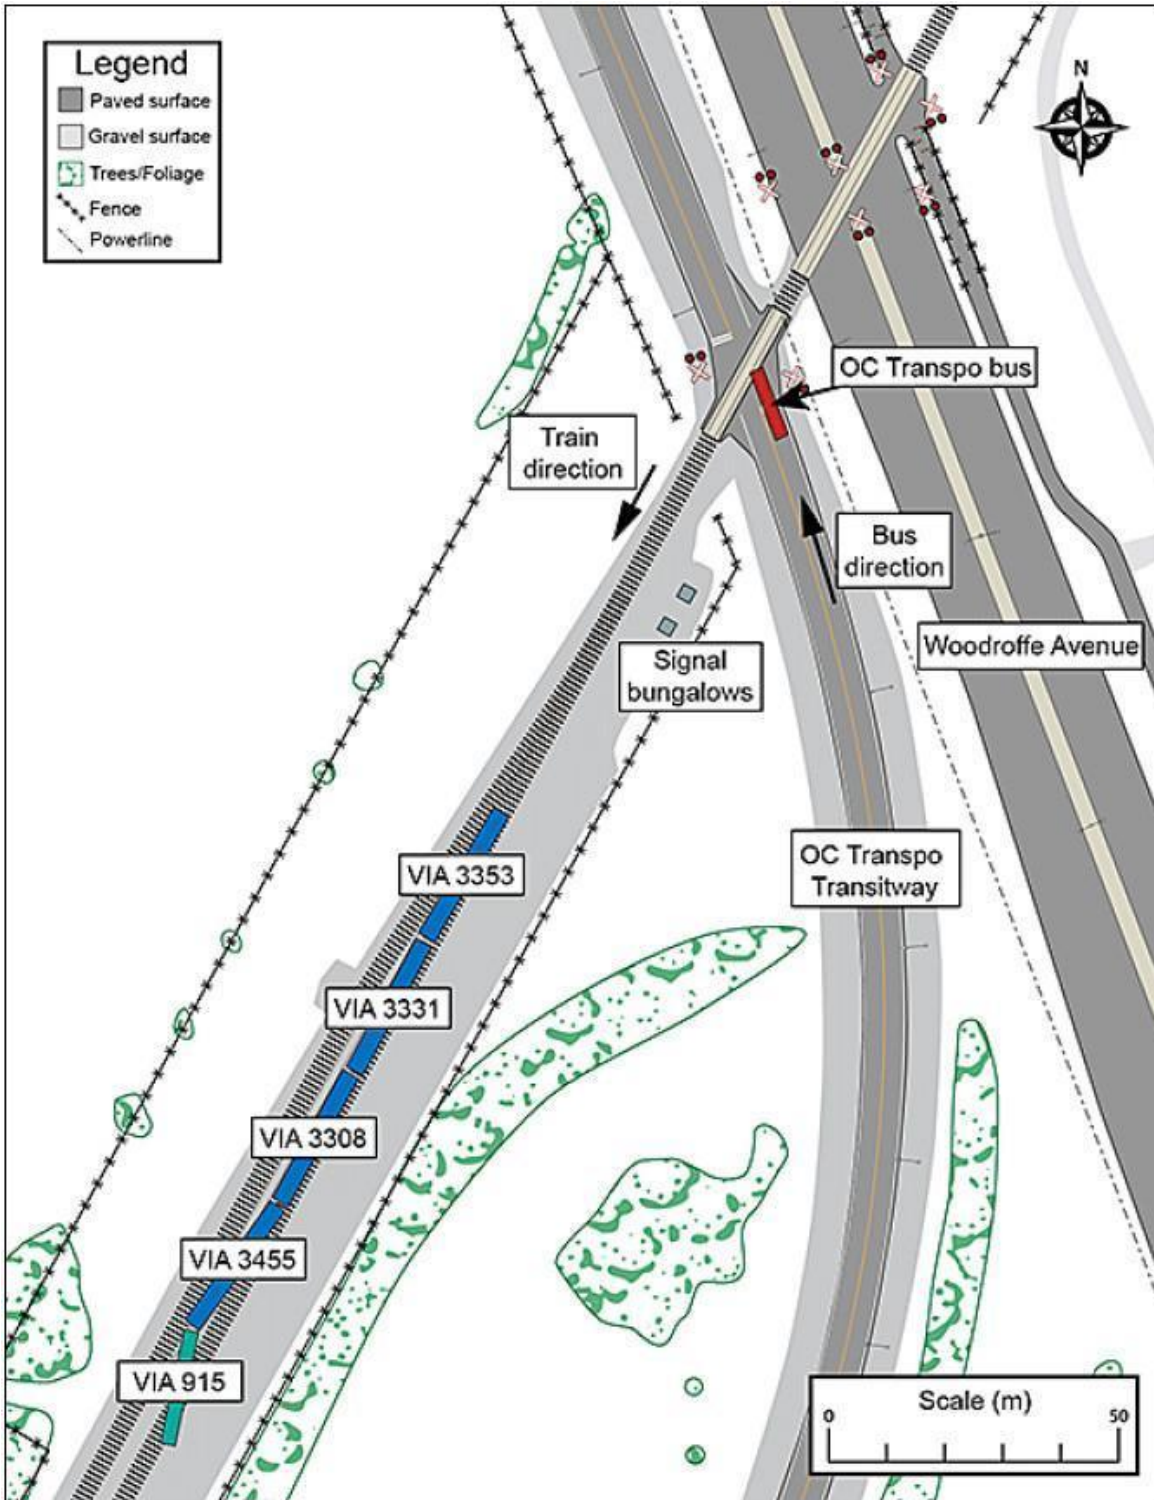 Legend
Paved surface
Gravel surface
Trees/Foliage
Fence
Powerline
N
OC Transpo bus
Train
direction
Bus
direction
Woodroffe Avenue
Signal
bungalows
VIA 3353
OC Transpo
Transitway
VIA 3331
VIA 3308
VIA 3455
VIA 915
Scale (m)
0 50